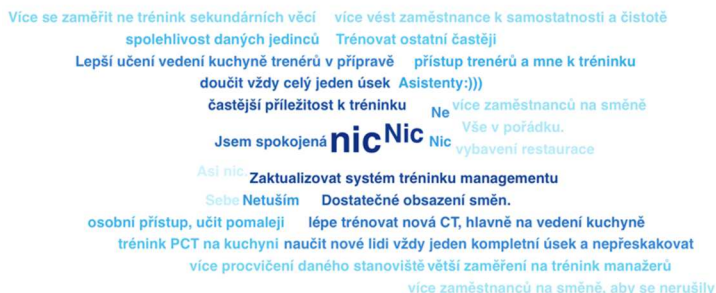 Více se zaměřit ne trénink sekundárních věcí více vést zaměstnance k samostatnosti a čistotě
spolehlivost daných jedinců Trénovat ostatní častěji
Lepší učení vedení kuchyně trenérů v přípravě přístup trenérů a mne k tréninku
doučit vždy celý jeden úsek Asistenty:)))
častější příležitost k tréninku Ne více zaměstnanců na směně
Vše v pořádku.
Jsem spokojená nic Nic Nic vybavení restaurace
Asi nic. Zaktualizovat systém tréninku managementu
Sebe Netuším Dostatečné obsazení směn.
osobní přístup, učit pomaleji lépe trénovat nová CT, hlavně na vedení kuchyně
trénink PCT na kuchyni naučit nové lidi vždy jeden kompletní úsek a nepřeskakovat
více procvičení daného stanoviště větší zaměření na trénink manažerů
více zaměstnanců na směně, aby se nerušily